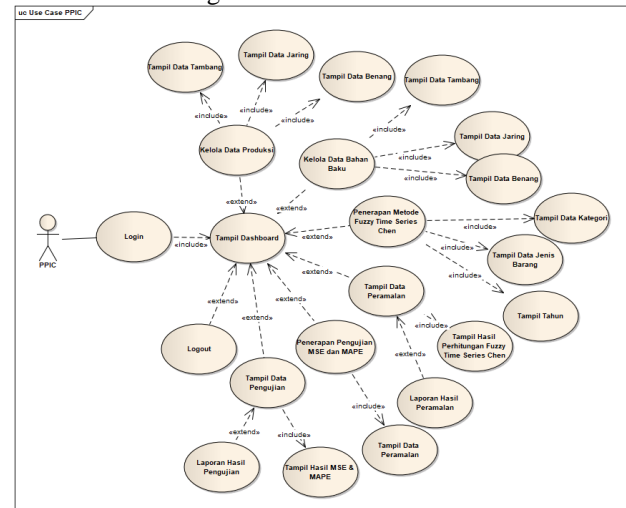 uc Use Case PPIC
Tampil Data Jaring
Tampil Data Tambang
Tampil Data Benang
Tampil Data Tambang
«include»
«include»
«include»
«include»
Kelola Data Produksi
Kelola Data Bahan
Baku
Tampil Data Jaring
«include»
«include»
Tampil Data Benang
«extend»
«extend»
Penerapan Metode
Fuzzy Time Series
Chen
Tampil Data Kategori
«include»
PPIC
Login
«include»
Tampil Dashboard
«extend»
«include»
Tampil Data Jenis
Barang
«include»
«extend»
Tampil Data
Peramalan
Tampil Tahun
«extend»
«extend»
«extend»
«include»
Logout
Penerapan Pengujian
MSE dan MAPE
Tampil Hasil
Perhitungan Fuzzy
Time Series Chen
«extend»
Tampil Data
Pengujian
Laporan Hasil
Peramalan
«include»
«extend»
«include»
Tampil Data
Peramalan
Laporan Hasil
Pengujian
Tampil Hasil MSE &
MAPE